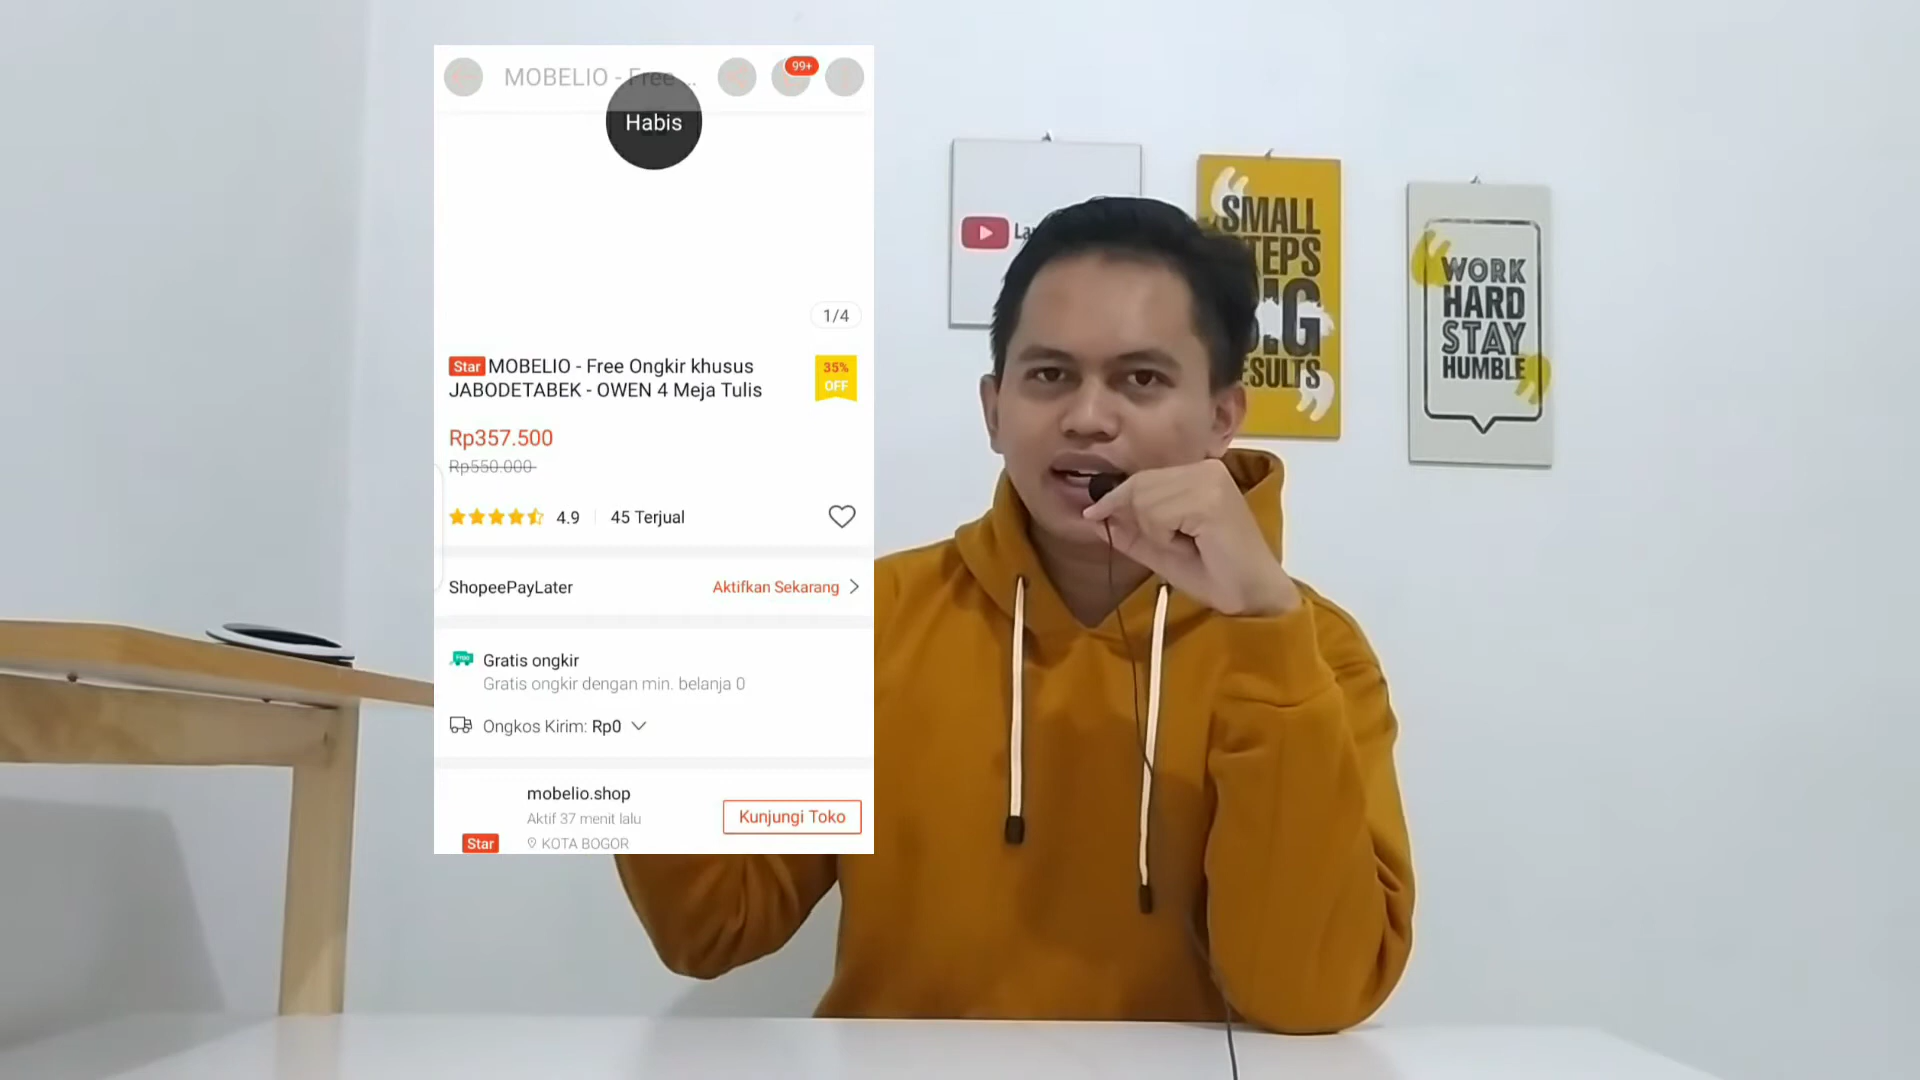 MOBELIO - Free ...
99+
Habis
1/4
Star MOBELIO - Free Ongkir khusus
JABODETABEK - OWEN 4 Meja Tulis
35%
OFF
Rp357.500
Rp550.000
4.9
45 Terjual
ShopeePayLater
Aktifkan Sekarang
Free
Gratis ongkir
Gratis ongkir dengan min. belanja 0
Ongkos Kirim: Rp0
mobelio.shop
Aktif 37 menit lalu
KOTA BOGOR
Star
Kunjungi Toko
SMALL
RESULTS
WORK
HARD
STAY
HUMBLE